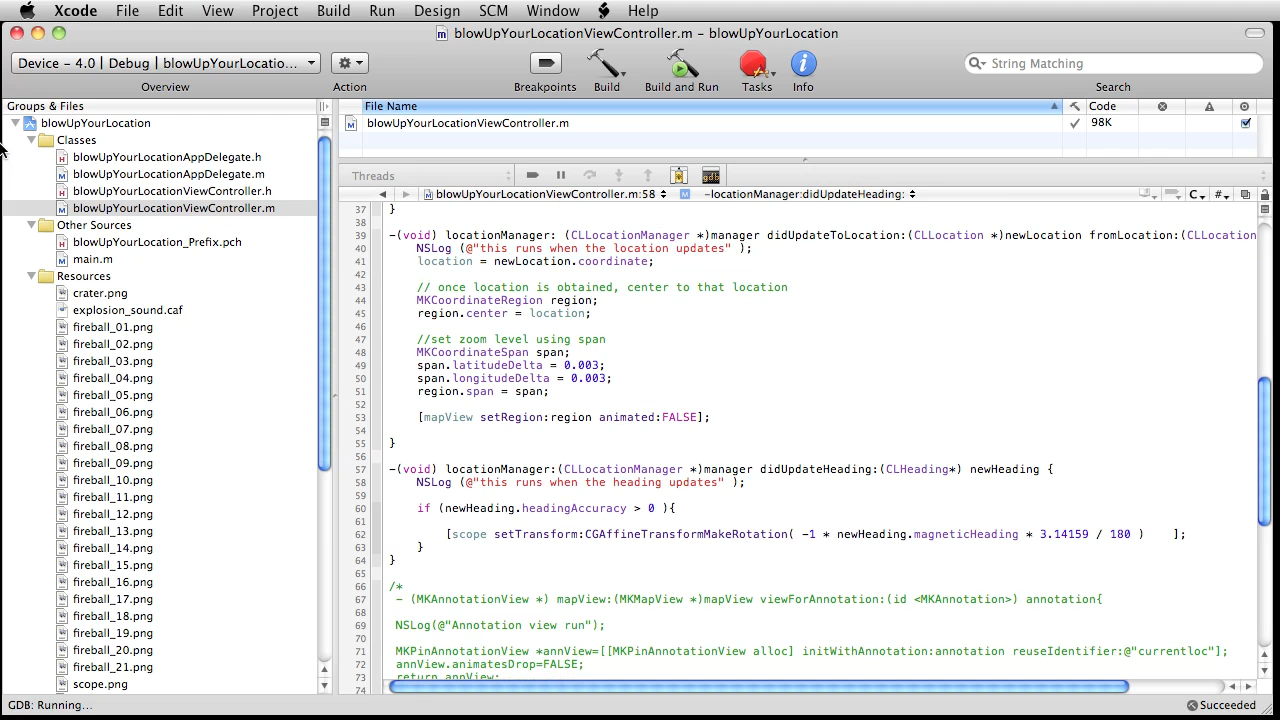 Xcode File Edit View Project Build Run Design SCM Window Help
blowUpYourLocationViewController.m – blowUpYourLocation
Device - 4.0 | Debug | blowUpYourLocatio...
String Matching
Overview Action Breakpoints Build Build and Run Tasks Info Search
Groups & Files
blowUpYourLocation
Classes
blowUpYourLocationAppDelegate.h
blowUpYourLocationAppDelegate.m
blowUpYourLocationViewController.h
blowUpYourLocationViewController.m
Other Sources
blowUpYourLocation_Prefix.pch
main.m
Resources
crater.png
explosion_sound.caf
fireball_01.png
fireball_02.png
fireball_03.png
fireball_04.png
fireball_05.png
fireball_06.png
fireball_07.png
fireball_08.png
fireball_09.png
fireball_10.png
fireball_11.png
fireball_12.png
fireball_13.png
fireball_14.png
fireball_15.png
fireball_16.png
fireball_17.png
fireball_18.png
fireball_19.png
fireball_20.png
fireball_21.png
scope.png
File Name Code
blowUpYourLocationViewController.m 98K
Threads
gdb
blowUpYourLocationViewController.m:58 M -locationManager:didUpdateHeading: C #
37 }
38
39 -(void) locationManager: (CLLocationManager *)manager didUpdateToLocation:(CLLocation *)newLocation fromLocation:(CLLocation
40 NSLog (@"this runs when the location updates" );
41 location = newLocation.coordinate;
42
43 // once location is obtained, center to that location
44 MKCoordinateRegion region;
45 region.center = location;
46
47 //set zoom level using span
48 MKCoordinateSpan span;
49 span.latitudeDelta = 0.003;
50 span.longitudeDelta = 0.003;
51 region.span = span;
52
53 [mapView setRegion:region animated:FALSE];
54
55 }
56
57 -(void) locationManager:(CLLocationManager *)manager didUpdateHeading:(CLHeading*) newHeading {
58 NSLog (@"this runs when the heading updates" );
59
60 if (newHeading.headingAccuracy > 0 ){
61
62 [scope setTransform:CGAffineTransformMakeRotation( -1 * newHeading.magneticHeading * 3.14159 / 180 ) ];
63 }
64 }
65
66 /*
67 - (MKAnnotationView *) mapView:(MKMapView *)mapView viewForAnnotation:(id <MKAnnotation>) annotation{
68
69 NSLog(@"Annotation view run");
70
71 MKPinAnnotationView *annView=[[MKPinAnnotationView alloc] initWithAnnotation:annotation reuseIdentifier:@"currentloc"];
72 annView.animatesDrop=FALSE;
73 return annView;
74
GDB: Running...
Succeeded